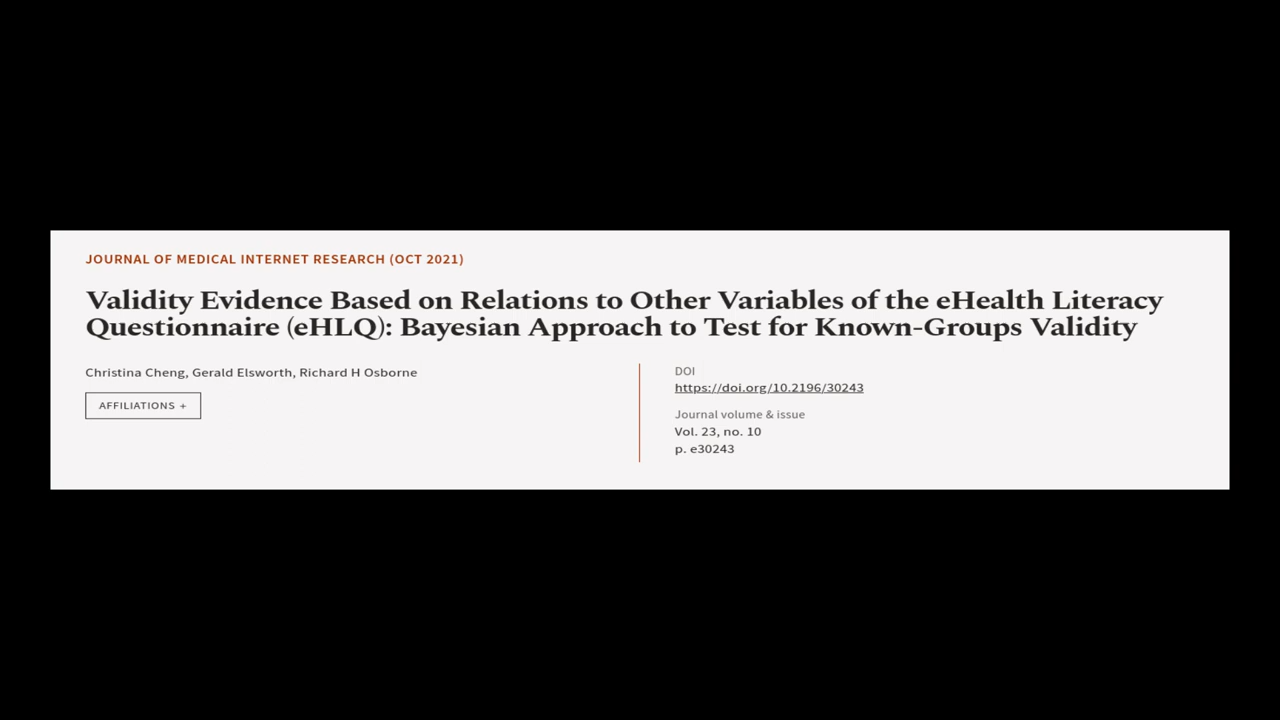 JOURNAL OF MEDICAL INTERNET RESEARCH (OCT 2021)
Validity Evidence Based on Relations to Other Variables of the eHealth Literacy
Questionnaire (eHLQ): Bayesian Approach to Test for Known-Groups Validity
Christina Cheng, Gerald Elsworth, Richard H Osborne
AFFILIATIONS +
DOI
https://doi.org/10.2196/30243
Journal volume & issue
Vol. 23, no. 10
p. e30243